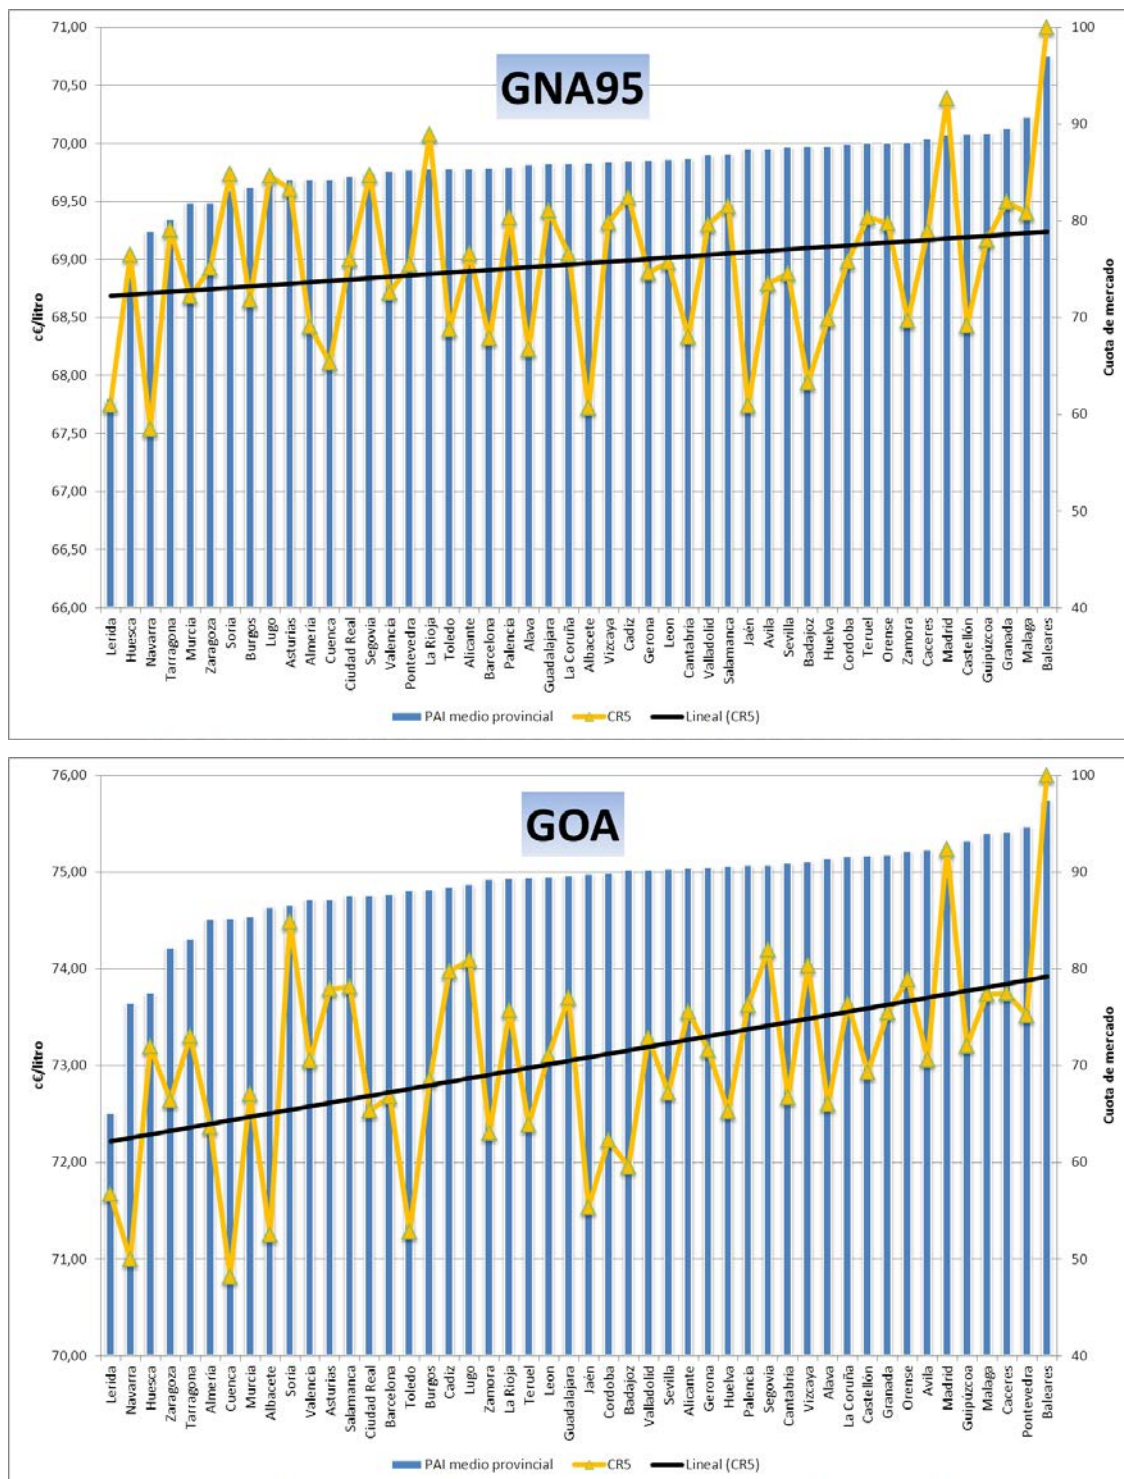 GNA95
71,00
70,50
70,00
69,50
69,00
68,50
68,00
67,50
67,00
66,50
66,00
c€/litro
100
90
80
70
60
50
40
Cuota de mercado
Lerida
Huesca
Navarra
Tarragona
Murcia
Zaragoza
Soria
Burgos
Lugo
Asturias
Almería
Cuenca
Ciudad Real
Segovia
Valencia
Pontevedra
La Rioja
Toledo
Alicante
Barcelona
Palencia
Alava
Guadalajara
La Coruña
Albacete
Vizcaya
Cadiz
Gerona
Leon
Cantabria
Valladolid
Salamanca
Jaén
Avila
Sevilla
Badajoz
Huelva
Cordoba
Teruel
Orense
Zamora
Caceres
Madrid
Castellón
Guipúzcoa
Granada
Malaga
Baleares
PAI medio provincial
CR5
Lineal (CR5)
GOA
76,00
75,00
74,00
73,00
72,00
71,00
70,00
c€/litro
100
90
80
70
60
50
40
Cuota de mercado
Lerida
Navarra
Huesca
Zaragoza
Tarragona
Almería
Cuenca
Murcia
Albacete
Soria
Valencia
Asturias
Salamanca
Ciudad Real
Barcelona
Toledo
Burgos
Cadiz
Lugo
Zamora
La Rioja
Teruel
Leon
Guadalajara
Jaén
Cordoba
Badajoz
Valladolid
Sevilla
Alicante
Gerona
Huelva
Palencia
Segovia
Cantabria
Vizcaya
Alava
La Coruña
Castellón
Granada
Orense
Avila
Madrid
Guipúzcoa
Malaga
Caceres
Pontevedra
Baleares
PAI medio provincial
CR5
Lineal (CR5)